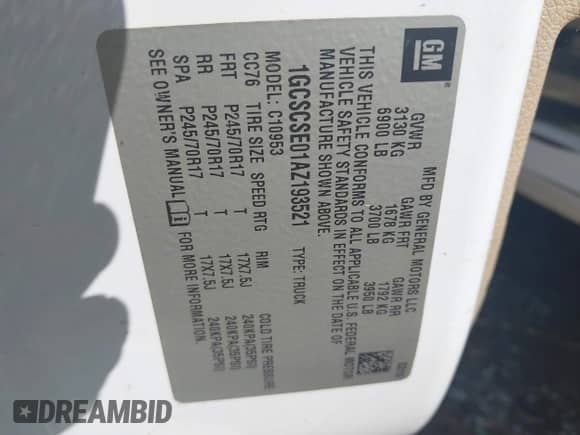 GM
MFD BY GENERAL MOTORS LLC
GVWR GAWR FRT GAWR RR
3130 KG 1678 KG 1792 KG
6900 LB 3700 LB 3950 LB
THIS VEHICLE CONFORMS TO ALL APPLICABLE U.S. FEDERAL MOTOR
VEHICLE SAFETY STANDARDS IN EFFECT ON THE DATE OF
MANUFACTURE SHOWN ABOVE.
1GCSCSE01AZ193521 TYPE: TRUCK
MODEL: C10953
CC76 TIRE SIZE SPEED RTG RIM COLD TIRE PRESSURE
FRT P245/70R17 T 17X7.5J 240KPA(35PSI)
RR P245/70R17 T 17X7.5J 240KPA(35PSI)
SPA P245/70R17 T 17X7.5J 240KPA(35PSI)
SEE OWNER'S MANUAL FOR MORE INFORMATION.
DREAMBID